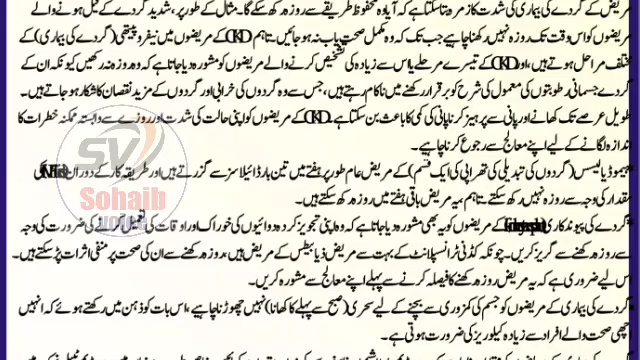 مریض کے گردے کی بیماری کی شدت کا زمرہ بتا سکتا ہے کہ آیا وہ محفوظ طریقے سے روزہ رکھ سکے گا۔ مثال کے طور پر، شدید گردے کے فیل ہونے والے
مریضوں کو اس وقت تک روزہ نہیں رکھنا چاہیے جب تک کہ وہ مکمل صحت یاب نہ ہو جائیں۔ تاہم CKD کے مریضوں میں نیفروپیتھی (گردے کی بیماری) کے
مختلف مراحل ہوتے ہیں، اور CKD کے تیسرے مرحلے یا اس سے زیادہ کی تشخیص کرنے والے مریضوں کو مشورہ دیا جاتا ہے کہ وہ روزہ نہ رکھیں کیونکہ ان کے
گردے جسمانی رطوبتوں کی معمول کی شرح کو برقرار رکھنے میں ناکام رہتے ہیں، جس سے وہ گردوں کی خرابی اور گردوں کے مزید نقصان کا شکار ہو جاتے ہیں۔
طویل عرصے تک کھانے اور پانی سے پرہیز کرنا پانی کی کمی کا باعث بن سکتا ہے۔ CKD کے مریضوں کو اپنی حالت کی شدت اور روزے سے وابستہ ممکنہ خطرات کا
اندازہ لگانے کے لیے اپنے معالج سے رجوع کرنا چاہیے۔
ہیموڈیالیسس (گردوں کی تبدیلی کی تھراپی کی ایک قسم) کے مریض عام طور پر ہفتے میں تین بار ڈائیلاسز سے گزرتے ہیں اور طریقہ کار کے دوران کی
مقدار کی وجہ سے روزہ نہیں رکھ سکتے۔ تاہم یہ مریض باقی ہفتے میں روزہ رکھ سکتے ہیں۔
گردے کی پیوند کاری کے مریضوں کو یہ بھی مشورہ دیا جاتا ہے کہ وہ اپنی تجویز کردہ دوائیوں کی خوراک اور اوقات کی تعمیل کرنے کی ضرورت کی وجہ
سے روزہ رکھنے سے گریز کریں۔ چونکہ کڈنی ٹرانسپلانٹ کے بہت سے مریض ذیابیطس کے مریض ہیں، روزہ رکھنے سے ان کی صحت پر منفی اثرات پڑ سکتے ہیں۔
اس لیے ضروری ہے کہ یہ مریض روزہ رکھنے کا فیصلہ کرنے سے پہلے اپنے معالج سے مشورہ کریں۔
گردے کی بیماری کے مریضوں کو جسم کی کمزوری سے بچنے کے لیے سحری (صبح سے پہلے کا کھانا) نہیں چھوڑنا چاہیے، اس بات کو ذہن میں رکھتے ہوئے کہ انہیں
اچھی صحت والے افراد سے زیادہ کیلوریز کی ضرورت ہوتی ہے۔
SV
Sohaib